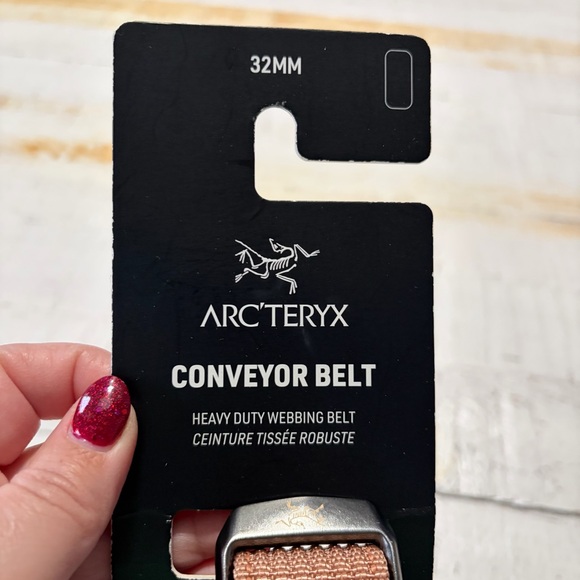 32MM
ARC'TERYX
CONVEYOR BELT
HEAVY DUTY WEBBING BELT
CEINTURE TISSÉE ROBUSTE